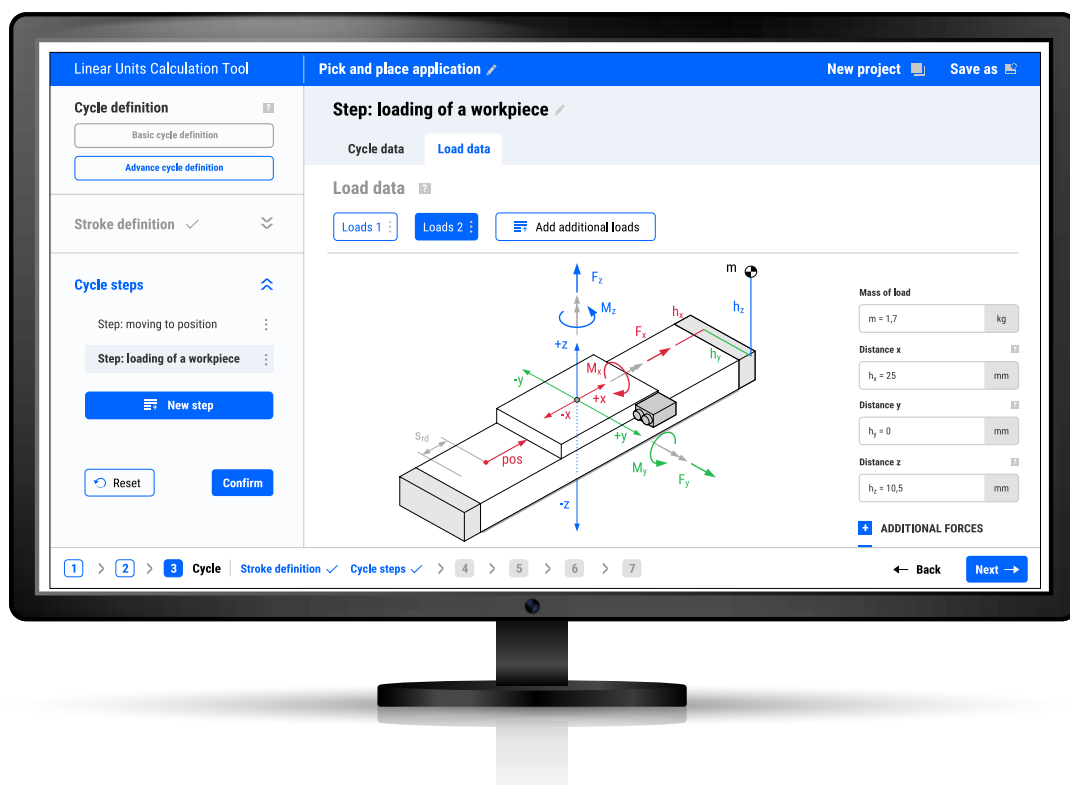 Linear Units Calculation Tool
Pick and place application
New project
Save as
Cycle definition ?
Basic cycle definition
Advance cycle definition
Stroke definition
Cycle steps
Step: moving to position
Step: loading of a workpiece
New step
Reset
Confirm
Step: loading of a workpiece
Cycle data
Load data
Load data ?
Loads 1
Loads 2
Add additional loads
m
Fz
Mz
hz
hx
Fx
hy
+z
Mx
-y
+x
-x
srd
+y
pos
My
Fy
-z
Mass of load
m = 1,7 kg
Distance x ?
hx = 25 mm
Distance y ?
hy = 0 mm
Distance z ?
hz = 10,5 mm
+ ADDITIONAL FORCES
1 > 2 > 3 Cycle Stroke definition Cycle steps > 4 > 5 > 6 > 7
Back
Next